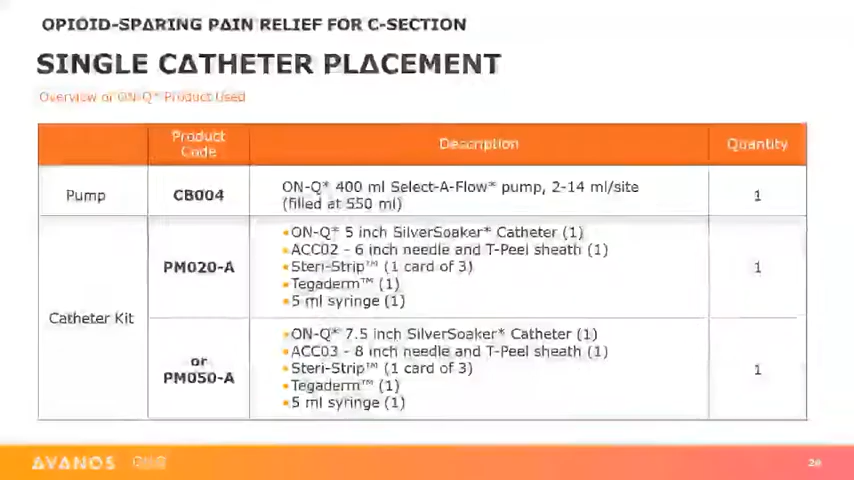 OPIOID-SPARING PAIN RELIEF FOR C-SECTION
SINGLE CATHETER PLACEMENT
Overview of ON-Q* Product Used
Product
Code
Description
Quantity
Pump
CB004
ON-Q* 400 ml Select-A-Flow* pump, 2-14 ml/site
(filled at 550 ml)
1
Catheter Kit
PM020-A
•ON-Q* 5 inch SilverSoaker* Catheter (1)
•ACC02 - 6 inch needle and T-Peel sheath (1)
•Steri-Strip™ (1 card of 3)
•Tegaderm™ (1)
•5 ml syringe (1)
1
or
PM050-A
•ON-Q* 7.5 inch SilverSoaker* Catheter (1)
•ACC03 - 8 inch needle and T-Peel sheath (1)
•Steri-Strip™ (1 card of 3)
•Tegaderm™ (1)
•5 ml syringe (1)
1
AVANOS